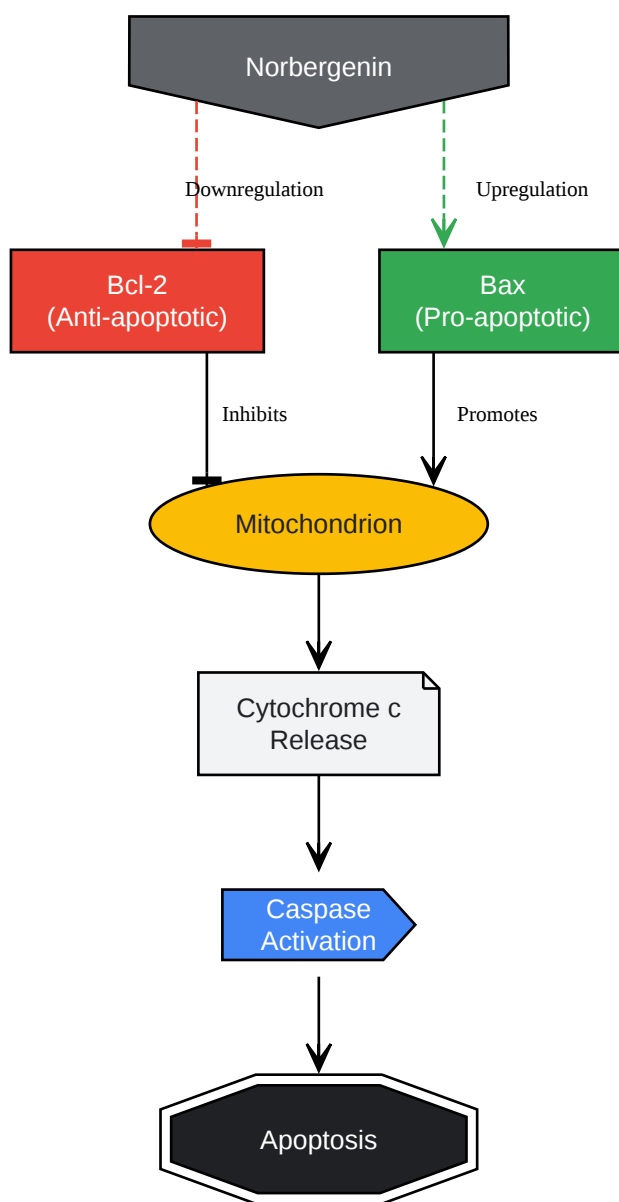 Norbergenin
Downregulation
Upregulation
Bcl-2
(Anti-apoptotic)
Bax
(Pro-apoptotic)
Inhibits
Promotes
Mitochondrion
Cytochrome c
Release
Caspase
Activation
Apoptosis